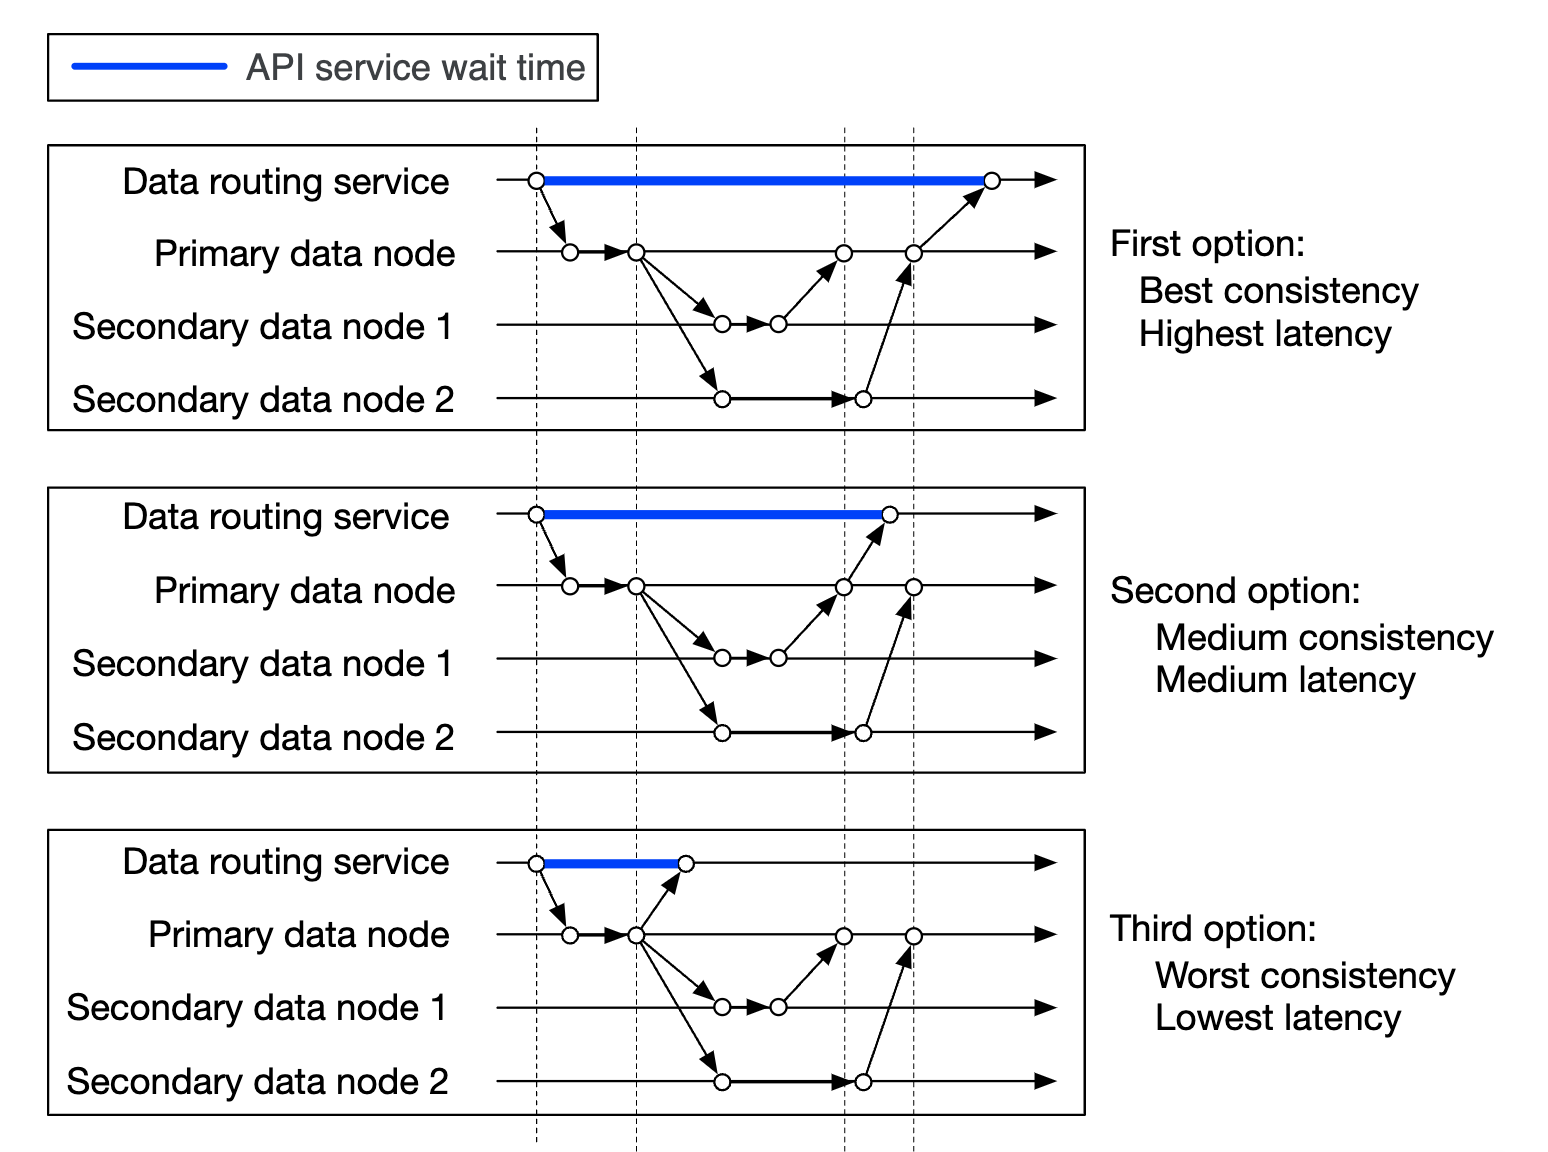 API service wait time
Data routing service
Primary data node
Secondary data node 1
Secondary data node 2
First option:
Best consistency
Highest latency
Data routing service
Primary data node
Secondary data node 1
Secondary data node 2
Second option:
Medium consistency
Medium latency
Data routing service
Primary data node
Secondary data node 1
Secondary data node 2
Third option:
Worst consistency
Lowest latency